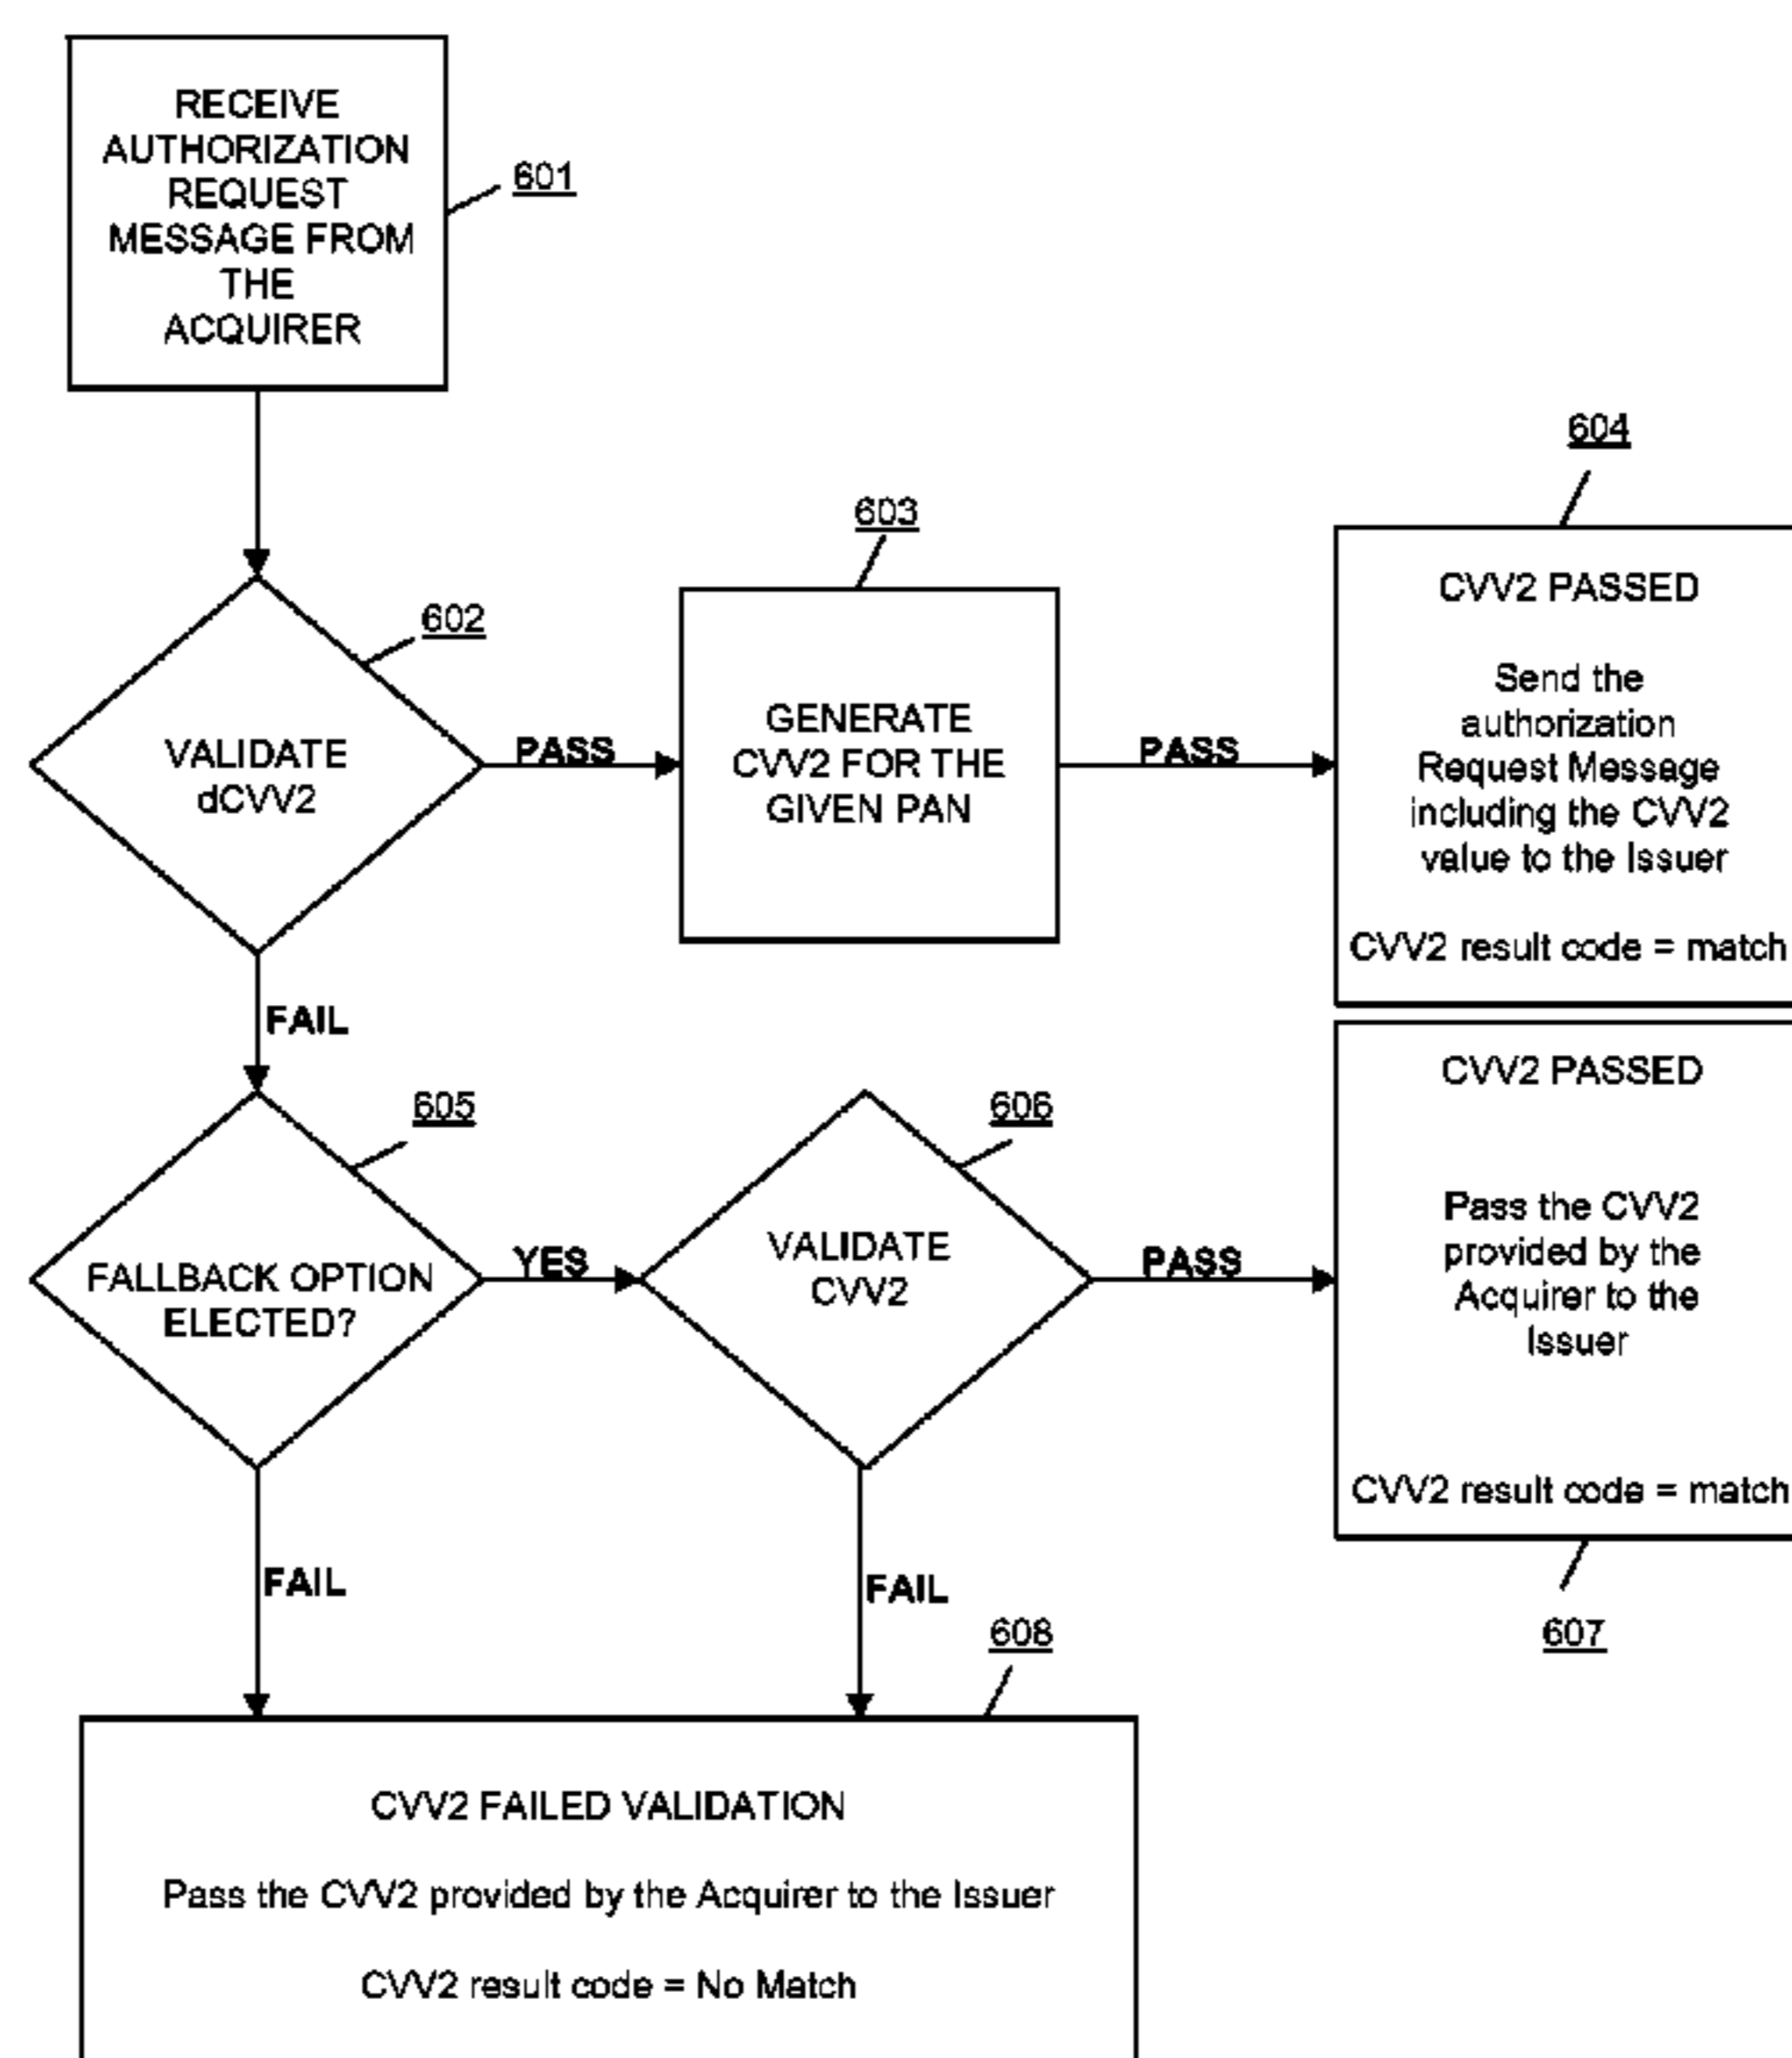 RECEIVE
AUTHORIZATION
REQUEST
MESSAGE FROM
THE
ACQUIRER
601
604
603
602
CVV2 PASSED
Send the
authorization
Request Message
including the CVV2
value to the Issuer
CVV2 result code = match
GENERATE
CVV2 FOR THE
GIVEN PAN
VALIDATE
dCVV2
PASS
PASS
FAIL
605
606
CVV2 PASSED
Pass the CVV2
provided by the
Acquirer to the
Issuer
CVV2 result code = match
FALLBACK OPTION
ELECTED?
YES
VALIDATE
CVV2
PASS
FAIL
FAIL
608
607
CVV2 FAILED VALIDATION
Pass the CVV2 provided by the Acquirer to the Issuer
CVV2 result code = No Match